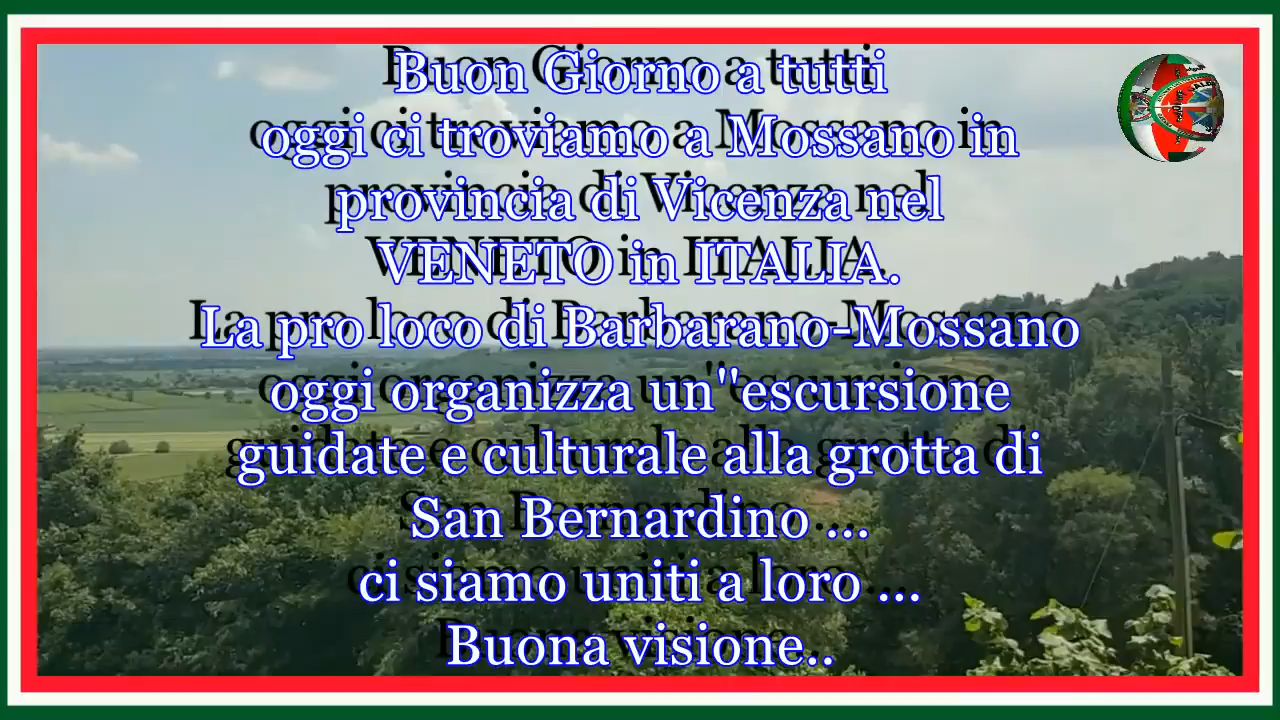 Buon Giorno a tutti
oggi ci troviamo a Mossano in
provincia di Vicenza nel
VENETO in ITALIA.
La pro loco di Barbarano-Mossano
oggi organizza un"escursione
guidate e culturale alla grotta di
San Bernardino ...
ci siamo uniti a loro ...
Buona visione..